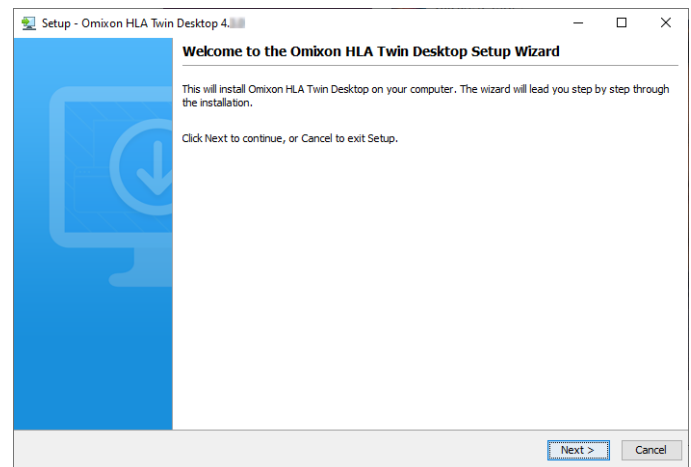 Setup - Omixon HLA Twin Desktop 4.
Welcome to the Omixon HLA Twin Desktop Setup Wizard
This will install Omixon HLA Twin Desktop on your computer. The wizard will lead you step by step through
the installation.
Click Next to continue, or Cancel to exit Setup.
Next >
Cancel